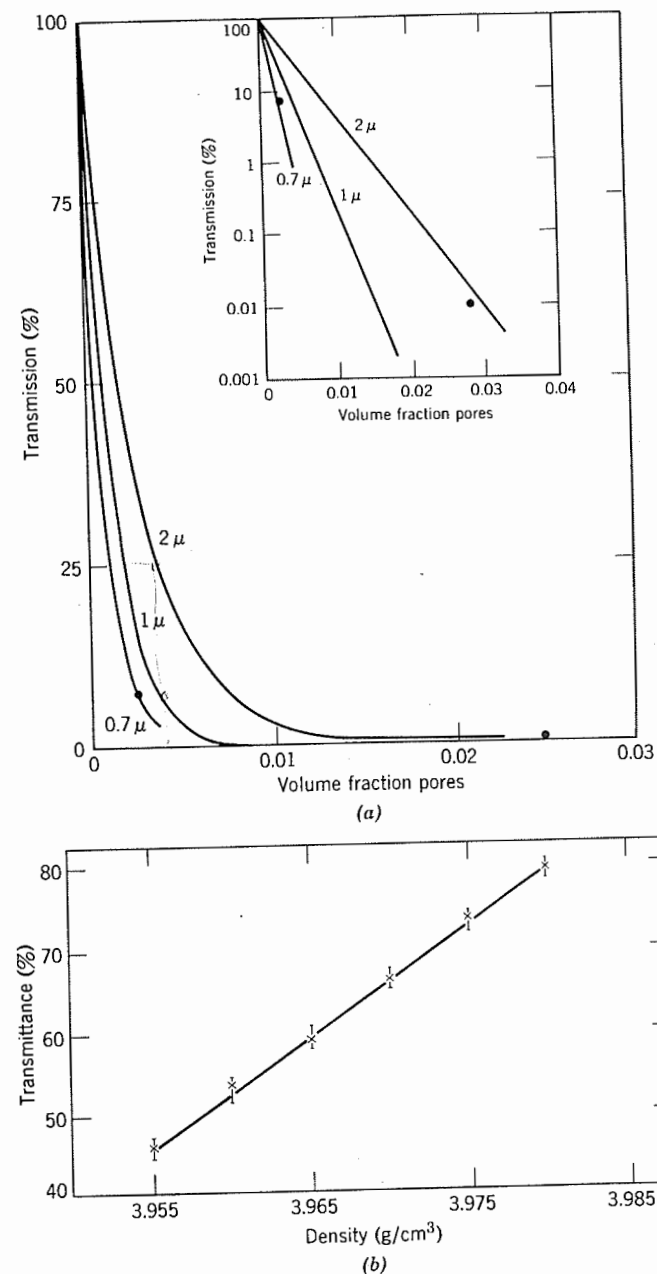 100
75
50
25
0
Transmission (%)
100
10
1
0.1
0.01
0.001
Transmission (%)
2 μ
1 μ
0.7 μ
0
0.01
0.02
0.03
0.04
Volume fraction pores
2 μ
1 μ
0.7 μ
0
0.01
0.02
0.03
Volume fraction pores
(a)
80
70
60
50
40
Transmittance (%)
3.955
3.965
3.975
3.985
Density (g/cm³)
(b)